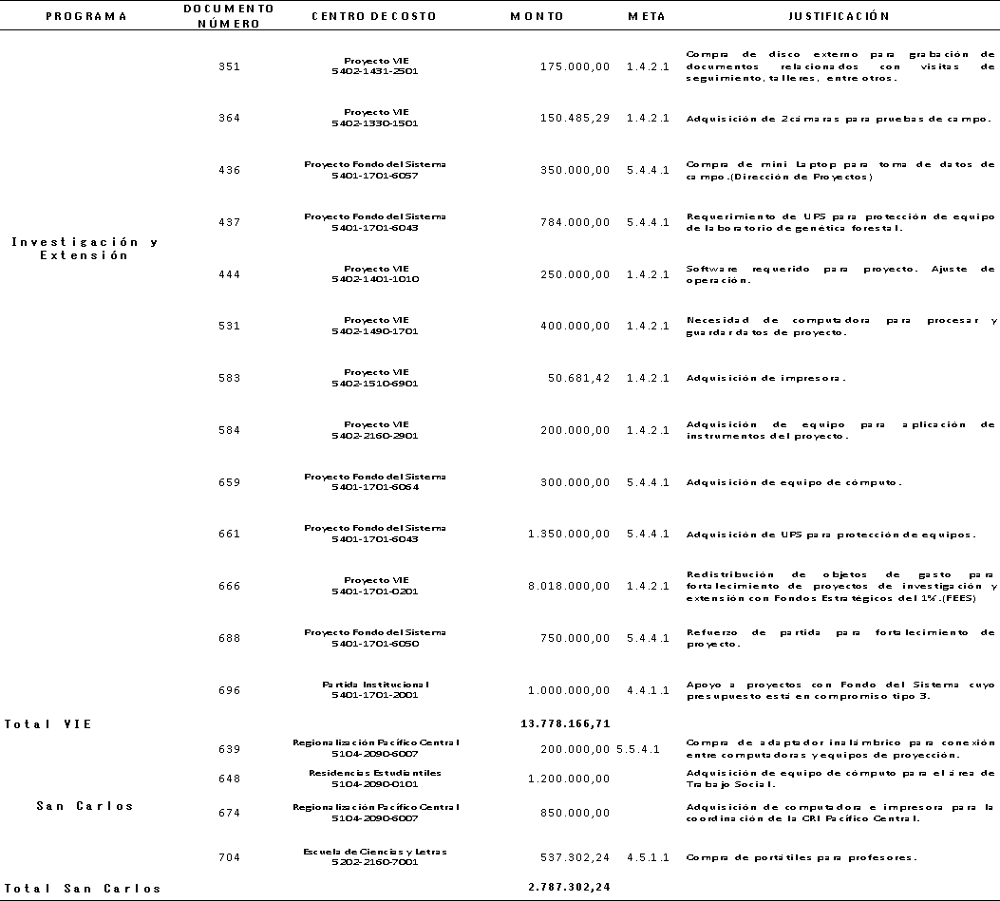 PROGRAMA DOCUMENTO NÚMERO CENTRO DE COSTO MONTO META JUSTIFICACIÓN
Investigación y
Extensión
351 Proyecto VIE 5402-1431-2501 175.000,00 1.4.2.1 Compra de disco externo para grabación de
documentos relacionados con visitas de
seguimiento, talleres, entre otros.
364 Proyecto VIE 5402-1330-1501 150.485,29 1.4.2.1 Adquisición de 2 cámaras para pruebas de campo.
436 Proyecto Fondo del Sistema 5401-1701-6057 350.000,00 5.4.4.1 Compra de mini Laptop para toma de datos de
campo.(Dirección de Proyectos)
437 Proyecto Fondo del Sistema 5401-1701-6043 784.000,00 5.4.4.1 Requerimiento de UPS para protección de equipo
de laboratorio de genética forestal.
444 Proyecto VIE 5402-1401-1010 250.000,00 1.4.2.1 Software requerido para proyecto. Ajuste de
operación.
531 Proyecto VIE 5402-1490-1701 400.000,00 1.4.2.1 Necesidad de computadora para procesar y
guardar datos de proyecto.
583 Proyecto VIE 5402-1510-6901 50.681,42 1.4.2.1 Adquisición de impresora.
584 Proyecto VIE 5402-2160-2901 200.000,00 1.4.2.1 Adquisición de equipo para aplicación de
instrumentos del proyecto.
659 Proyecto Fondo del Sistema 5401-1701-6064 300.000,00 5.4.4.1 Adquisición de equipo de cómputo.
661 Proyecto Fondo del Sistema 5401-1701-6043 1.350.000,00 5.4.4.1 Adquisición de UPS para protección de equipos.
666 Proyecto VIE 5401-1701-0201 8.018.000,00 1.4.2.1 Redistribución de objetos de gasto para
fortalecimiento de proyectos de investigación y
extensión con Fondos Estratégicos del 1%.(FEES)
688 Proyecto Fondo del Sistema 5401-1701-6050 750.000,00 5.4.4.1 Refuerzo de partida para fortalecimiento de
proyecto.
696 Partida Institucional 5401-1701-2001 1.000.000,00 4.4.1.1 Apoyo a proyectos con Fondo del Sistema cuyo
presupuesto está en compromiso tipo 3.
Total VIE 13.778.166,71
San Carlos
639 Regionalización Pacífico Central 5104-2090-6007 200.000,00 5.5.4.1 Compra de adaptador inalámbrico para conexión
entre computadoras y equipos de proyección.
648 Residencias Estudiantiles 5104-2090-0101 1.200.000,00 Adquisición de equipo de cómputo para el área de
Trabajo Social.
674 Regionalización Pacífico Central 5104-2090-6007 850.000,00 Adquisición de computadora e impresora para la
coordinación de la CRI Pacífico Central.
704 Escuela de Ciencias y Letras 5202-2160-7001 537.302,24 4.5.1.1 Compra de portátiles para profesores.
Total San Carlos 2.787.302,24